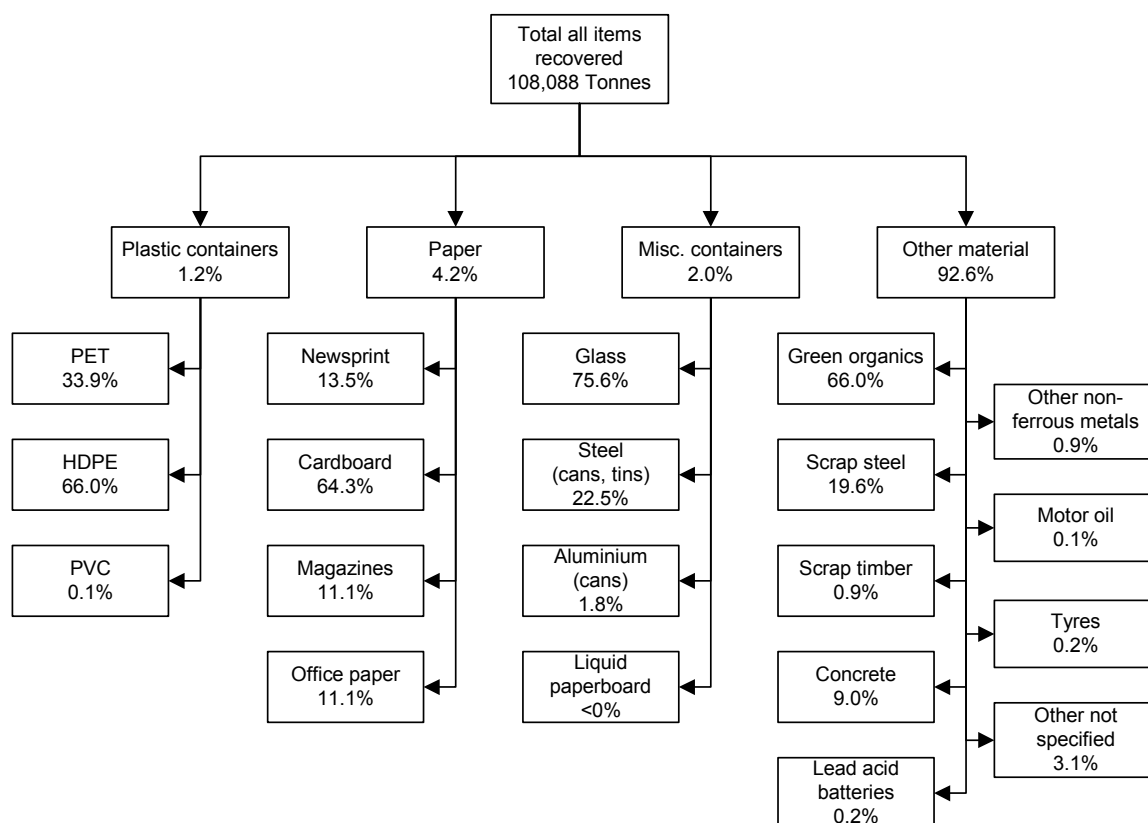 Total all items
recovered
108,088 Tonnes
Plastic containers
1.2%
Paper
4.2%
Misc. containers
2.0%
Other material
92.6%
PET
33.9%
HDPE
66.0%
PVC
0.1%
Newsprint
13.5%
Cardboard
64.3%
Magazines
11.1%
Office paper
11.1%
Glass
75.6%
Steel
(cans, tins)
22.5%
Aluminium
(cans)
1.8%
Liquid
paperboard
<0%
Green organics
66.0%
Scrap steel
19.6%
Scrap timber
0.9%
Concrete
9.0%
Lead acid
batteries
0.2%
Other non-
ferrous metals
0.9%
Motor oil
0.1%
Tyres
0.2%
Other not
specified
3.1%